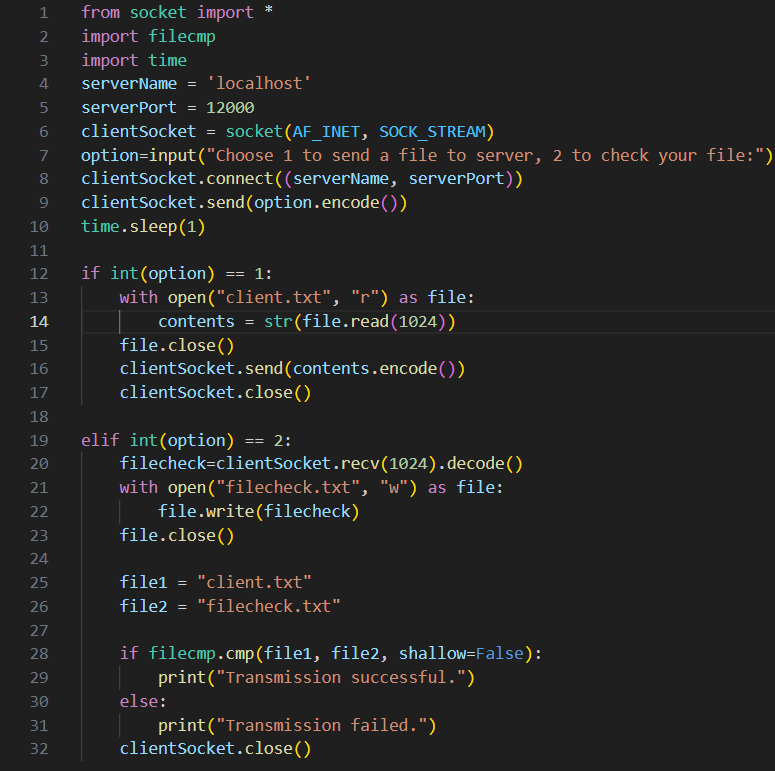 1 from socket import *
2 import filecmp
3 import time
4 serverName = 'localhost'
5 serverPort = 12000
6 clientSocket = socket(AF_INET, SOCK_STREAM)
7 option=input("Choose 1 to send a file to server, 2 to check your file:")
8 clientSocket.connect((serverName, serverPort))
9 clientSocket.send(option.encode())
10 time.sleep(1)
11
12 if int(option) == 1:
13     with open("client.txt", "r") as file:
14         contents = str(file.read(1024))
15     file.close()
16     clientSocket.send(contents.encode())
17     clientSocket.close()
18
19 elif int(option) == 2:
20     filecheck=clientSocket.recv(1024).decode()
21     with open("filecheck.txt", "w") as file:
22         file.write(filecheck)
23     file.close()
24
25     file1 = "client.txt"
26     file2 = "filecheck.txt"
27
28     if filecmp.cmp(file1, file2, shallow=False):
29         print("Transmission successful.")
30     else:
31         print("Transmission failed.")
32     clientSocket.close()